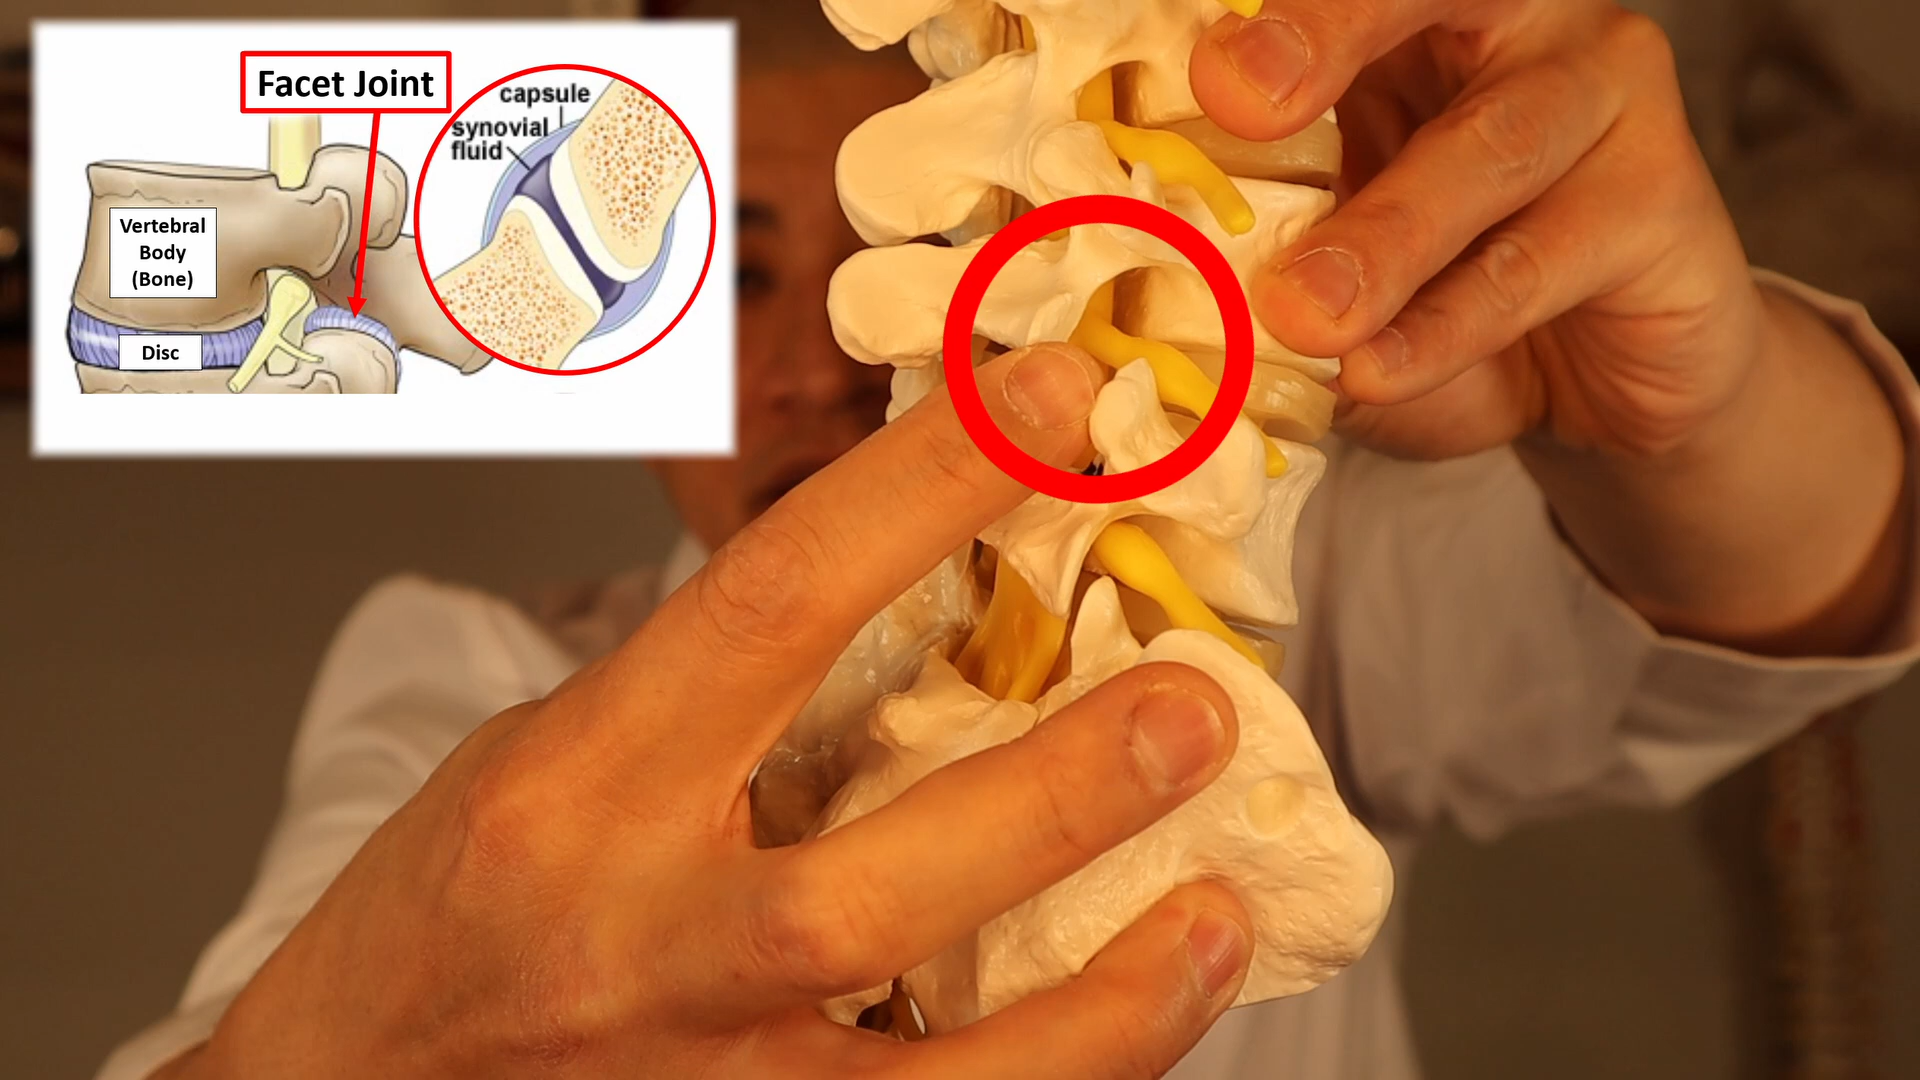 Facet Joint
capsule
synovial
fluid
Vertebral
Body
(Bone)
Disc